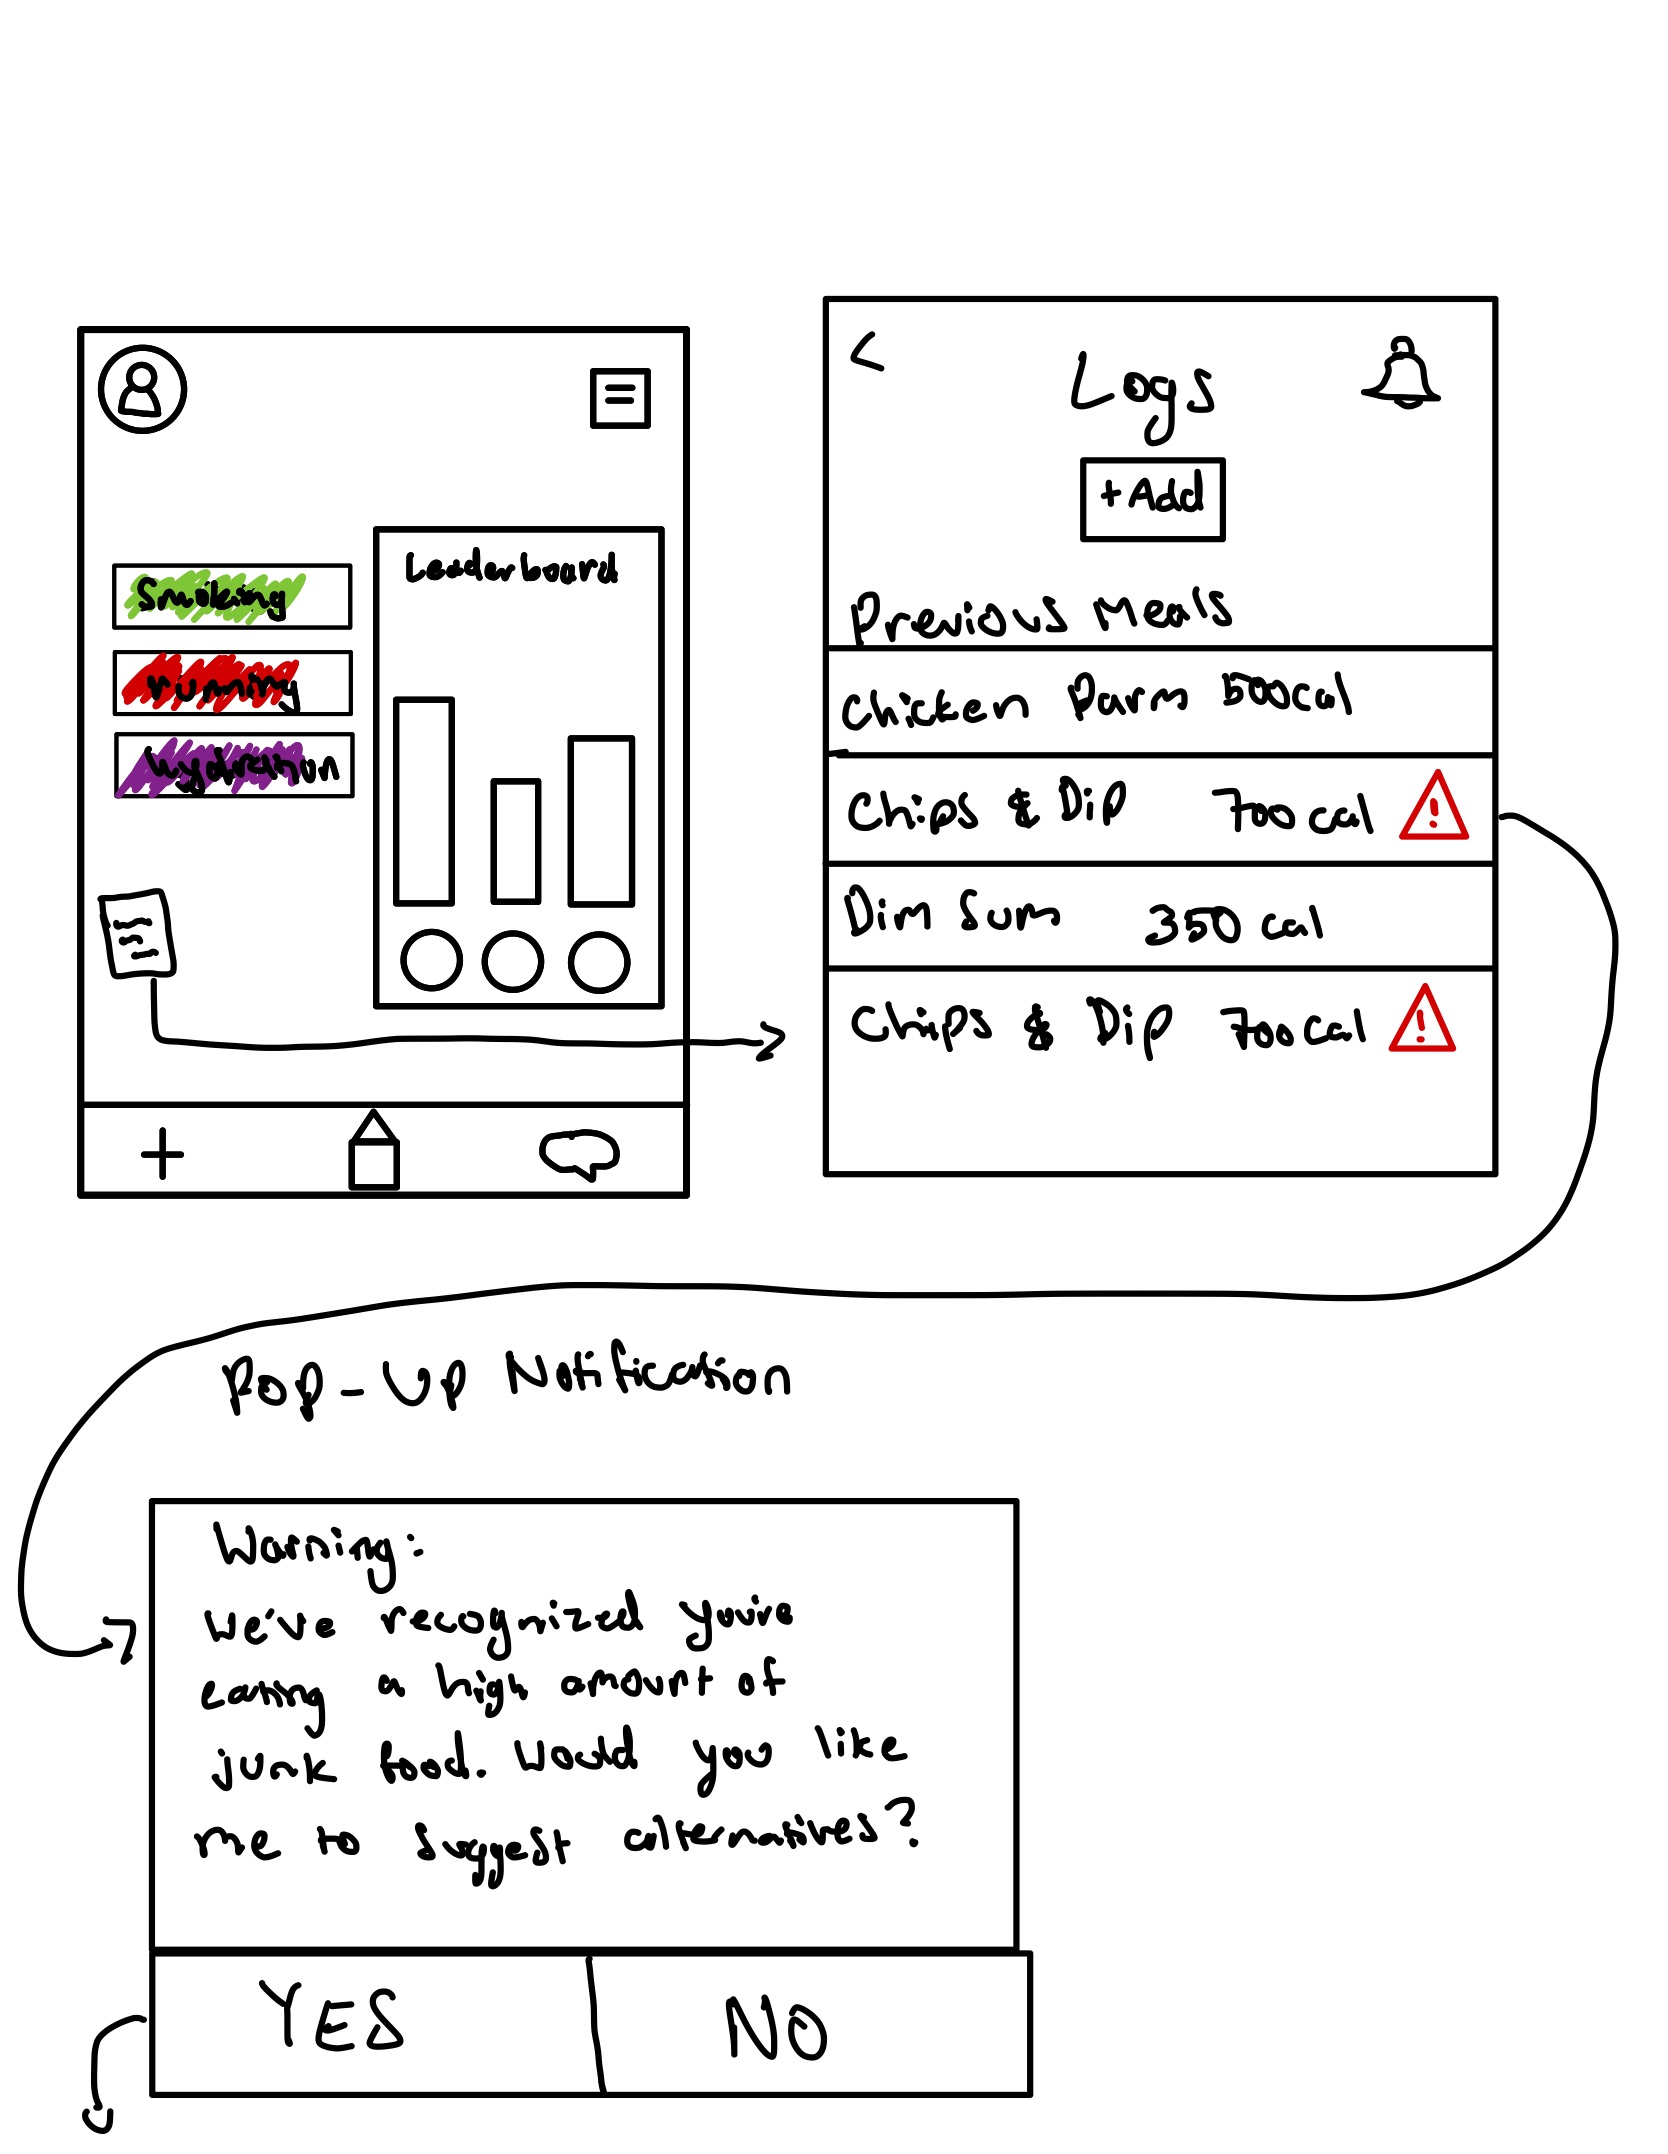 Smoking
running
hydration
Leaderboard
Logs
+Add
Previous Meals
Chicken Parm 500cal
Chips & Dip 700 cal
Dim Sum 350 cal
Chips & Dip 700cal
Pop-Up Notification
Warning:
We've recognized you're
eating a high amount of
junk food. Would you like
me to suggest alternatives?
YES NO